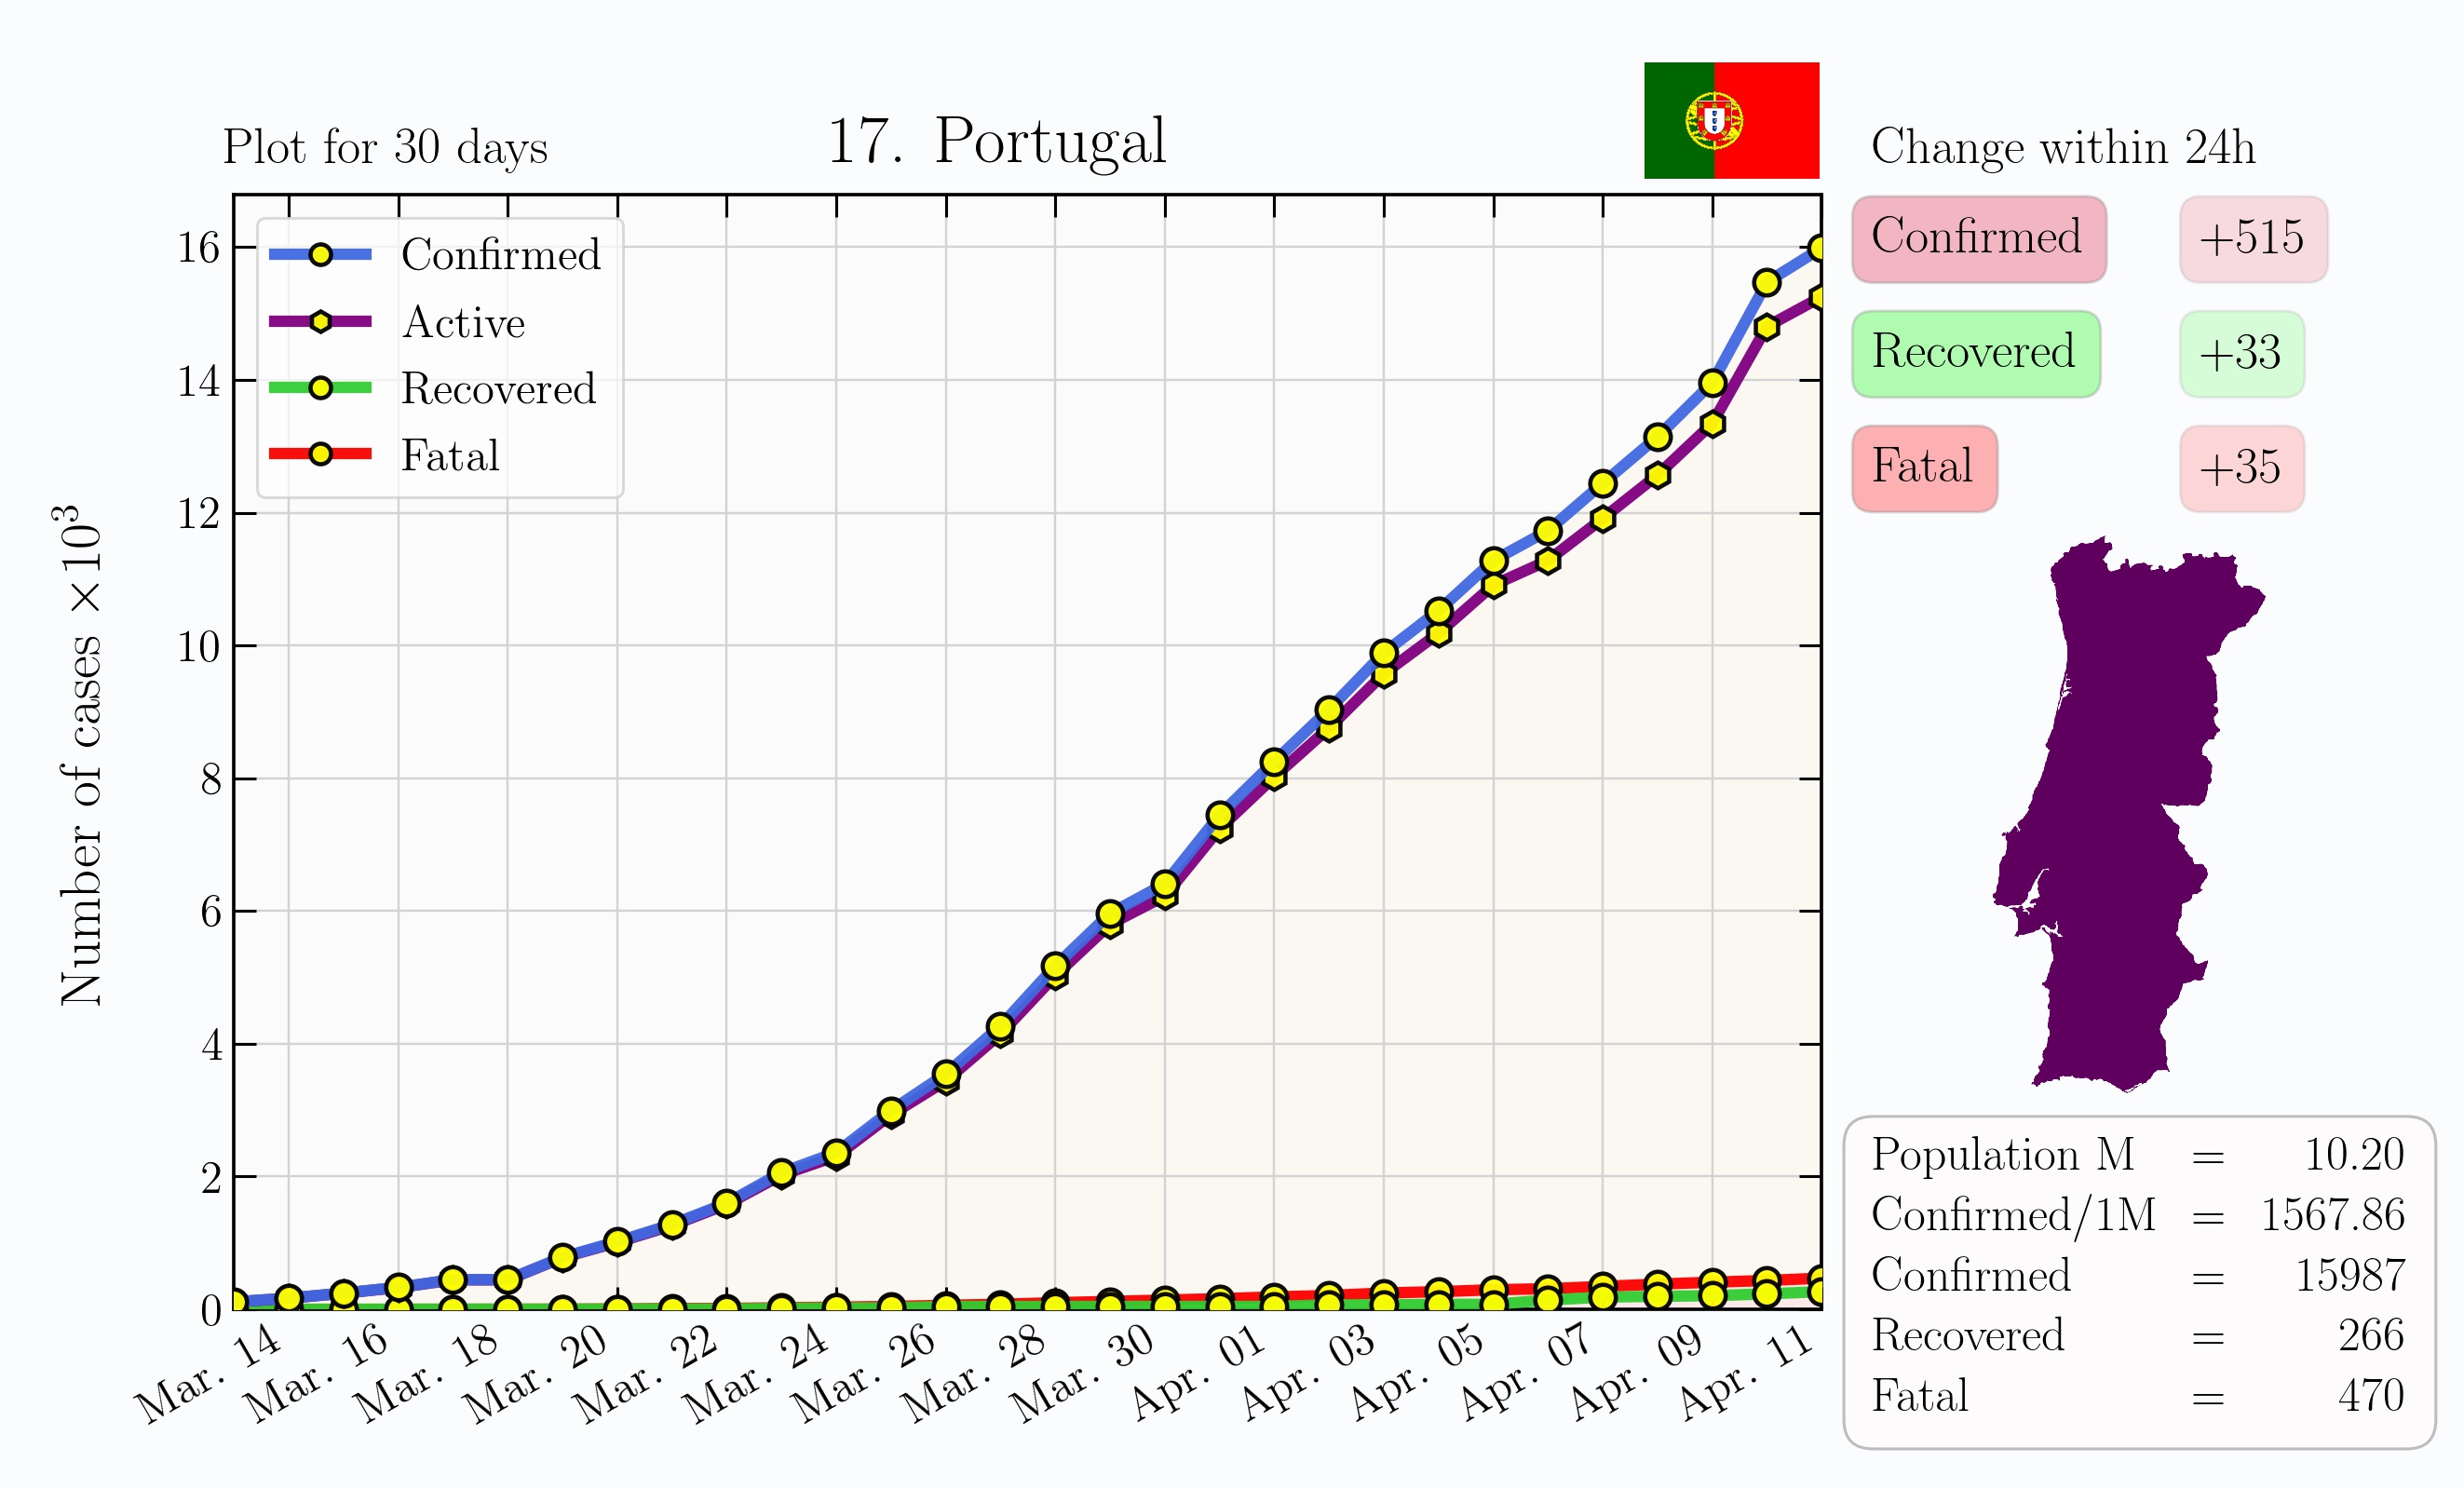 Plot for 30 days
17. Portugal
Change within 24h
Confirmed +515
Recovered +33
Fatal +35
Confirmed
Active
Recovered
Fatal
Number of cases ×10³
16
14
12
10
8
6
4
2
0
Mar. 14
Mar. 16
Mar. 18
Mar. 20
Mar. 22
Mar. 24
Mar. 26
Mar. 28
Mar. 30
Apr. 01
Apr. 03
Apr. 05
Apr. 07
Apr. 09
Apr. 11
Population M = 10.20
Confirmed/1M = 1567.86
Confirmed = 15987
Recovered = 266
Fatal = 470